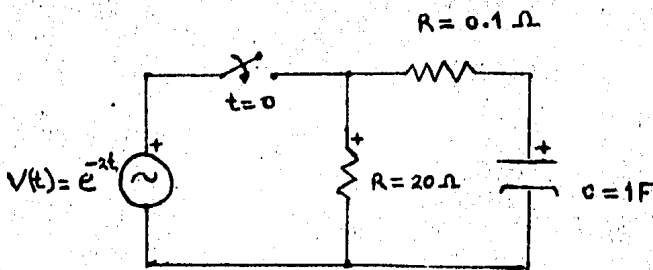 R = 0.1 Ω
t=0
+
+
+
V(t) = e^-2t
R = 20 Ω
c = 1F